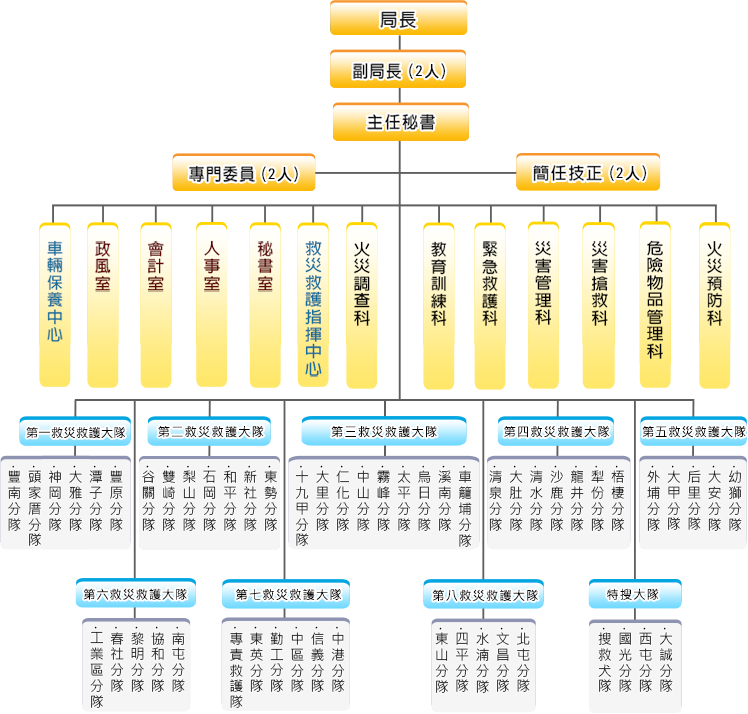 局長
副局長 (2人)
主任秘書
專門委員 (2人)
簡任技正 (2人)
車輛保養中心
政風室
會計室
人事室
秘書室
救災救護指揮中心
火災調查科
教育訓練科
緊急救護科
災害管理科
災害搶救科
危險物品管理科
火災預防科
第一救災救護大隊
第二救災救護大隊
第三救災救護大隊
第四救災救護大隊
第五救災救護大隊
・豐南分隊
・頭家厝分隊
・神岡分隊
・大雅分隊
・潭子分隊
・豐原分隊
・谷關分隊
・雙崎分隊
・梨山分隊
・石岡分隊
・和平分隊
・新社分隊
・東勢分隊
・十九甲分隊
・大里分隊
・仁化分隊
・中山分隊
・霧峰分隊
・太平分隊
・烏日分隊
・溪南分隊
・車籠埔分隊
・清泉分隊
・大肚分隊
・清水分隊
・沙鹿分隊
・龍井分隊
・犁份分隊
・梧棲分隊
・外埔分隊
・大甲分隊
・后里分隊
・大安分隊
・幼獅分隊
第六救災救護大隊
第七救災救護大隊
第八救災救護大隊
特搜大隊
・工業區分隊
・春社分隊
・黎明分隊
・協和分隊
・南屯分隊
・專責救護隊
・東英分隊
・勤工分隊
・中區分隊
・信義分隊
・中港分隊
・東山分隊
・四平分隊
・水湳分隊
・文昌分隊
・北屯分隊
・搜救犬隊
・國光分隊
・西屯分隊
・大誠分隊